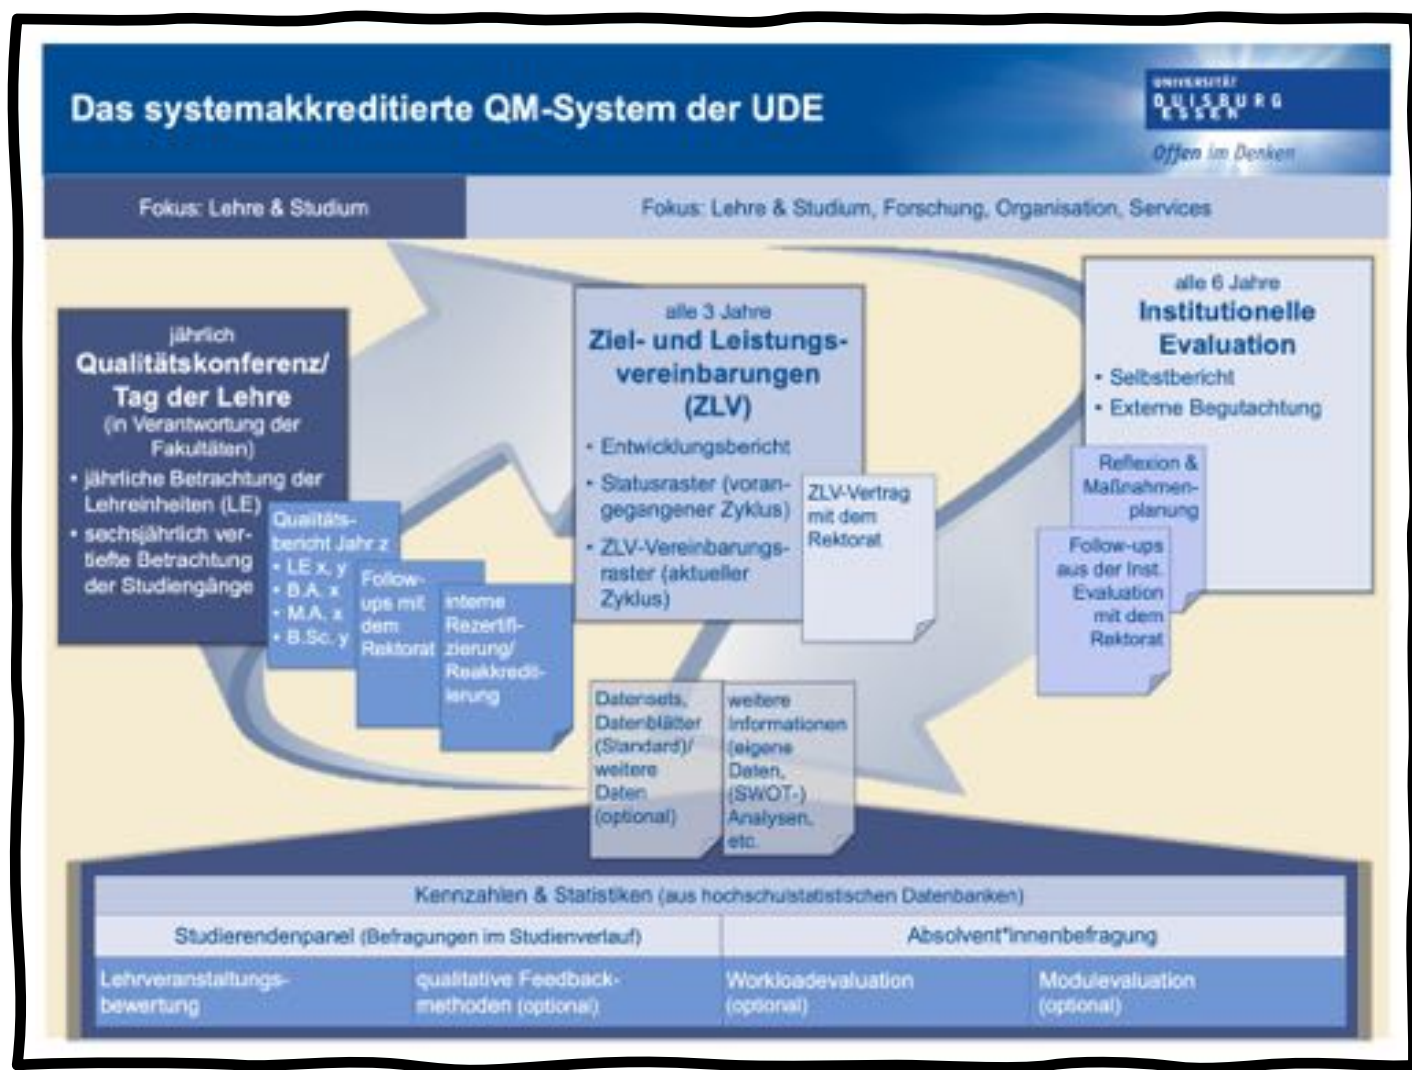 Das systemakkreditierte QM-System der UDE
UNIVERSITÄT
DUISBURG
ESSEN
Offen im Denken
Fokus: Lehre & Studium
Fokus: Lehre & Studium, Forschung, Organisation, Services
jährlich
Qualitätskonferenz/
Tag der Lehre
(in Verantwortung der
Fakultäten)
• jährliche Betrachtung der
Lehreinheiten (LE)
• sechsjährlich ver-
tiefte Betrachtung
der Studiengänge
Qualitäts-
bericht Jahr z
• LE x, y
• B.A. x
• M.A. x
• B.Sc. y
Follow-
ups mit
dem
Rektorat
interne
Rezertifi-
zierung/
Reakkredi-
tierung
alle 3 Jahre
Ziel- und Leistungs-
vereinbarungen
(ZLV)
• Entwicklungsbericht
• Statusraster (voran-
gegangener Zyklus)
• ZLV-Vereinbarungs-
raster (aktueller
Zyklus)
ZLV-Vertrag
mit dem
Rektorat
alle 6 Jahre
Institutionelle
Evaluation
• Selbstbericht
• Externe Begutachtung
Reflexion &
Maßnahmen-
planung
Follow-ups
aus der Inst.
Evaluation
mit dem
Rektorat
Datensets,
Datenblätter
(Standard)/
weitere
Daten
(optional)
weitere
Informationen
(eigene
Daten,
(SWOT-)
Analysen,
etc.
Kennzahlen & Statistiken (aus hochschulstatistischen Datenbanken)
Studierendenpanel (Befragungen im Studienverlauf)
Absolvent*innenbefragung
Lehrveranstaltungs-
bewertung
qualitative Feedback-
methoden (optional)
Workloadevaluation
(optional)
Modulevaluation
(optional)